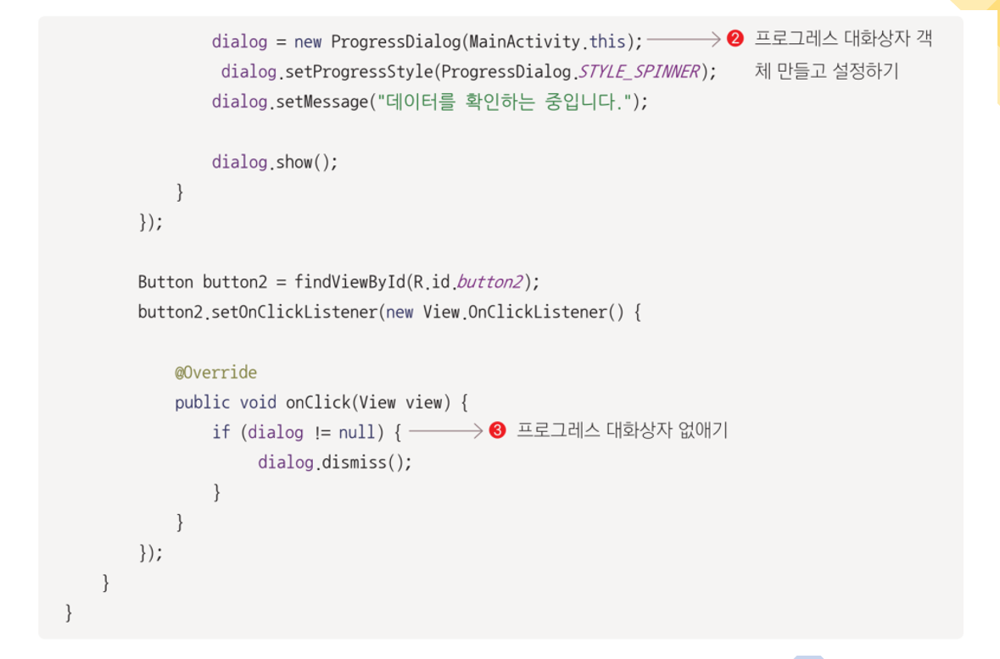 dialog = new ProgressDialog(MainActivity.this); ❷ 프로그레스 대화상자 객
dialog.setProgressStyle(ProgressDialog.STYLE_SPINNER); 체 만들고 설정하기
dialog.setMessage("데이터를 확인하는 중입니다.");
dialog.show();
}
});
Button button2 = findViewById(R.id.button2);
button2.setOnClickListener(new View.OnClickListener() {
@Override
public void onClick(View view) {
if (dialog != null) { ❸ 프로그레스 대화상자 없애기
dialog.dismiss();
}
}
});
}
}